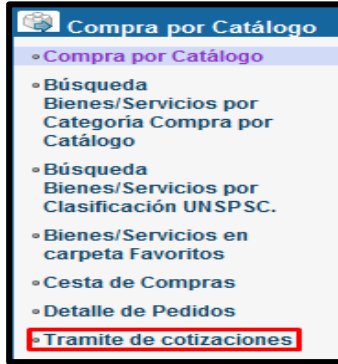 Compra por Catálogo
Compra por Catálogo
Búsqueda
Bienes/Servicios por
Categoría Compra por
Catálogo
Búsqueda
Bienes/Servicios por
Clasificación UNSPSC.
Bienes/Servicios en
carpeta Favoritos
Cesta de Compras
Detalle de Pedidos
Tramite de cotizaciones